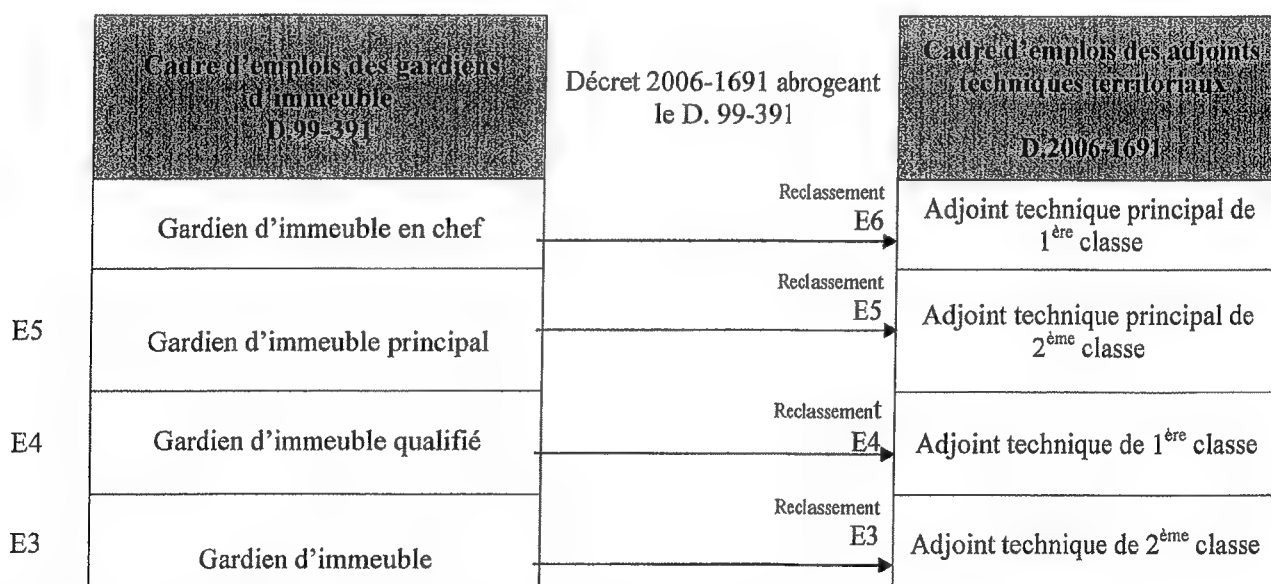 Cadre d'emplois des gardiens
d'immeuble
D.99-391
Décret 2006-1691 abrogeant
le D. 99-391
Cadre d'emplois des adjoints
techniques territoriaux
D.2006-1691
Gardien d'immeuble en chef
Reclassement
E6
Adjoint technique principal de
1ère classe
E5
Gardien d'immeuble principal
Reclassement
E5
Adjoint technique principal de
2ème classe
E4
Gardien d'immeuble qualifié
Reclassement
E4
Adjoint technique de 1ère classe
E3
Gardien d'immeuble
Reclassement
E3
Adjoint technique de 2ème classe